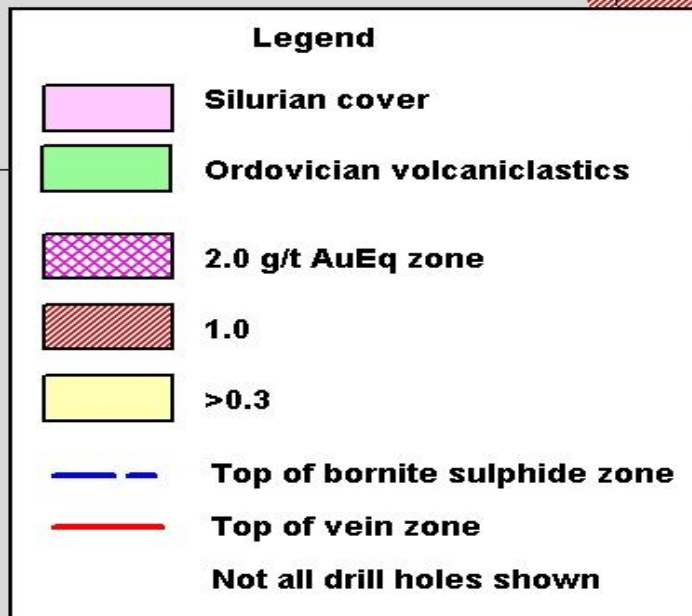 Legend
Silurian cover
Ordovician volcaniclastics
2.0 g/t AuEq zone
1.0
>0.3
Top of bornite sulphide zone
Top of vein zone
Not all drill holes shown